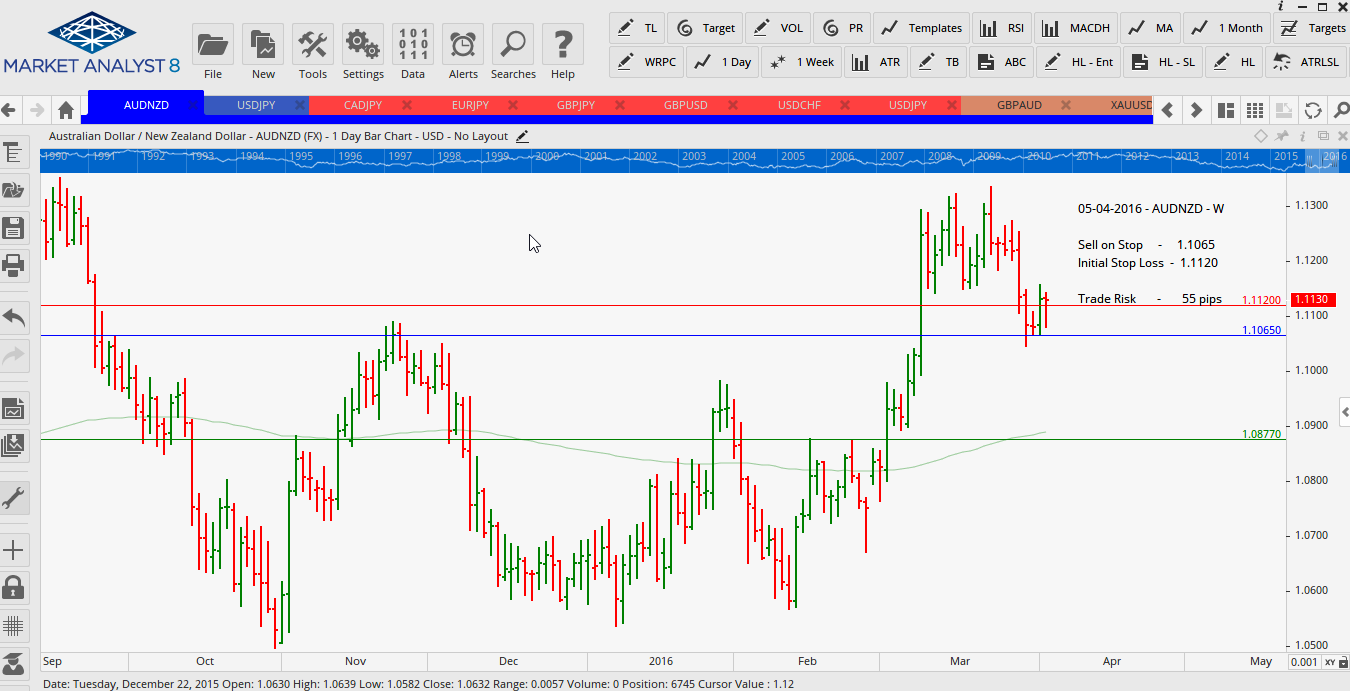 MARKET ANALYST 8
File New Tools Settings Data Alerts Searches Help
TL Target VOL PR Templates RSI MACDH MA 1 Month Targets
WRPC 1 Day 1 Week ATR TB ABC HL - Ent HL - SL HL ATRLSL
AUDNZD USDJPY CADJPY EURJPY GBPJPY GBPUSD USDCHF USDJPY GBPAUD XAUUSD
Australian Dollar / New Zealand Dollar - AUDNZD (FX) - 1 Day Bar Chart - USD - No Layout
1990 1991 1992 1993 1994 1995 1996 1997 1998 1999 2000 2001 2002 2003 2004 2005 2006 2007 2008 2009 2010 2011 2012 2013 2014 2015 2016
05-04-2016 - AUDNZD - W
Sell on Stop - 1.1065
Initial Stop Loss - 1.1120
Trade Risk - 55 pips
1.11200
1.10650
1.08770
1.1300
1.1200
1.1130
1.1100
1.1000
1.0900
1.0800
1.0700
1.0600
1.0500
Sep Oct Nov Dec 2016 Feb Mar Apr May
0.001 XY
Date: Tuesday, December 22, 2015 Open: 1.0630 High: 1.0639 Low: 1.0582 Close: 1.0632 Range: 0.0057 Volume: 0 Position: 6745 Cursor Value : 1.12